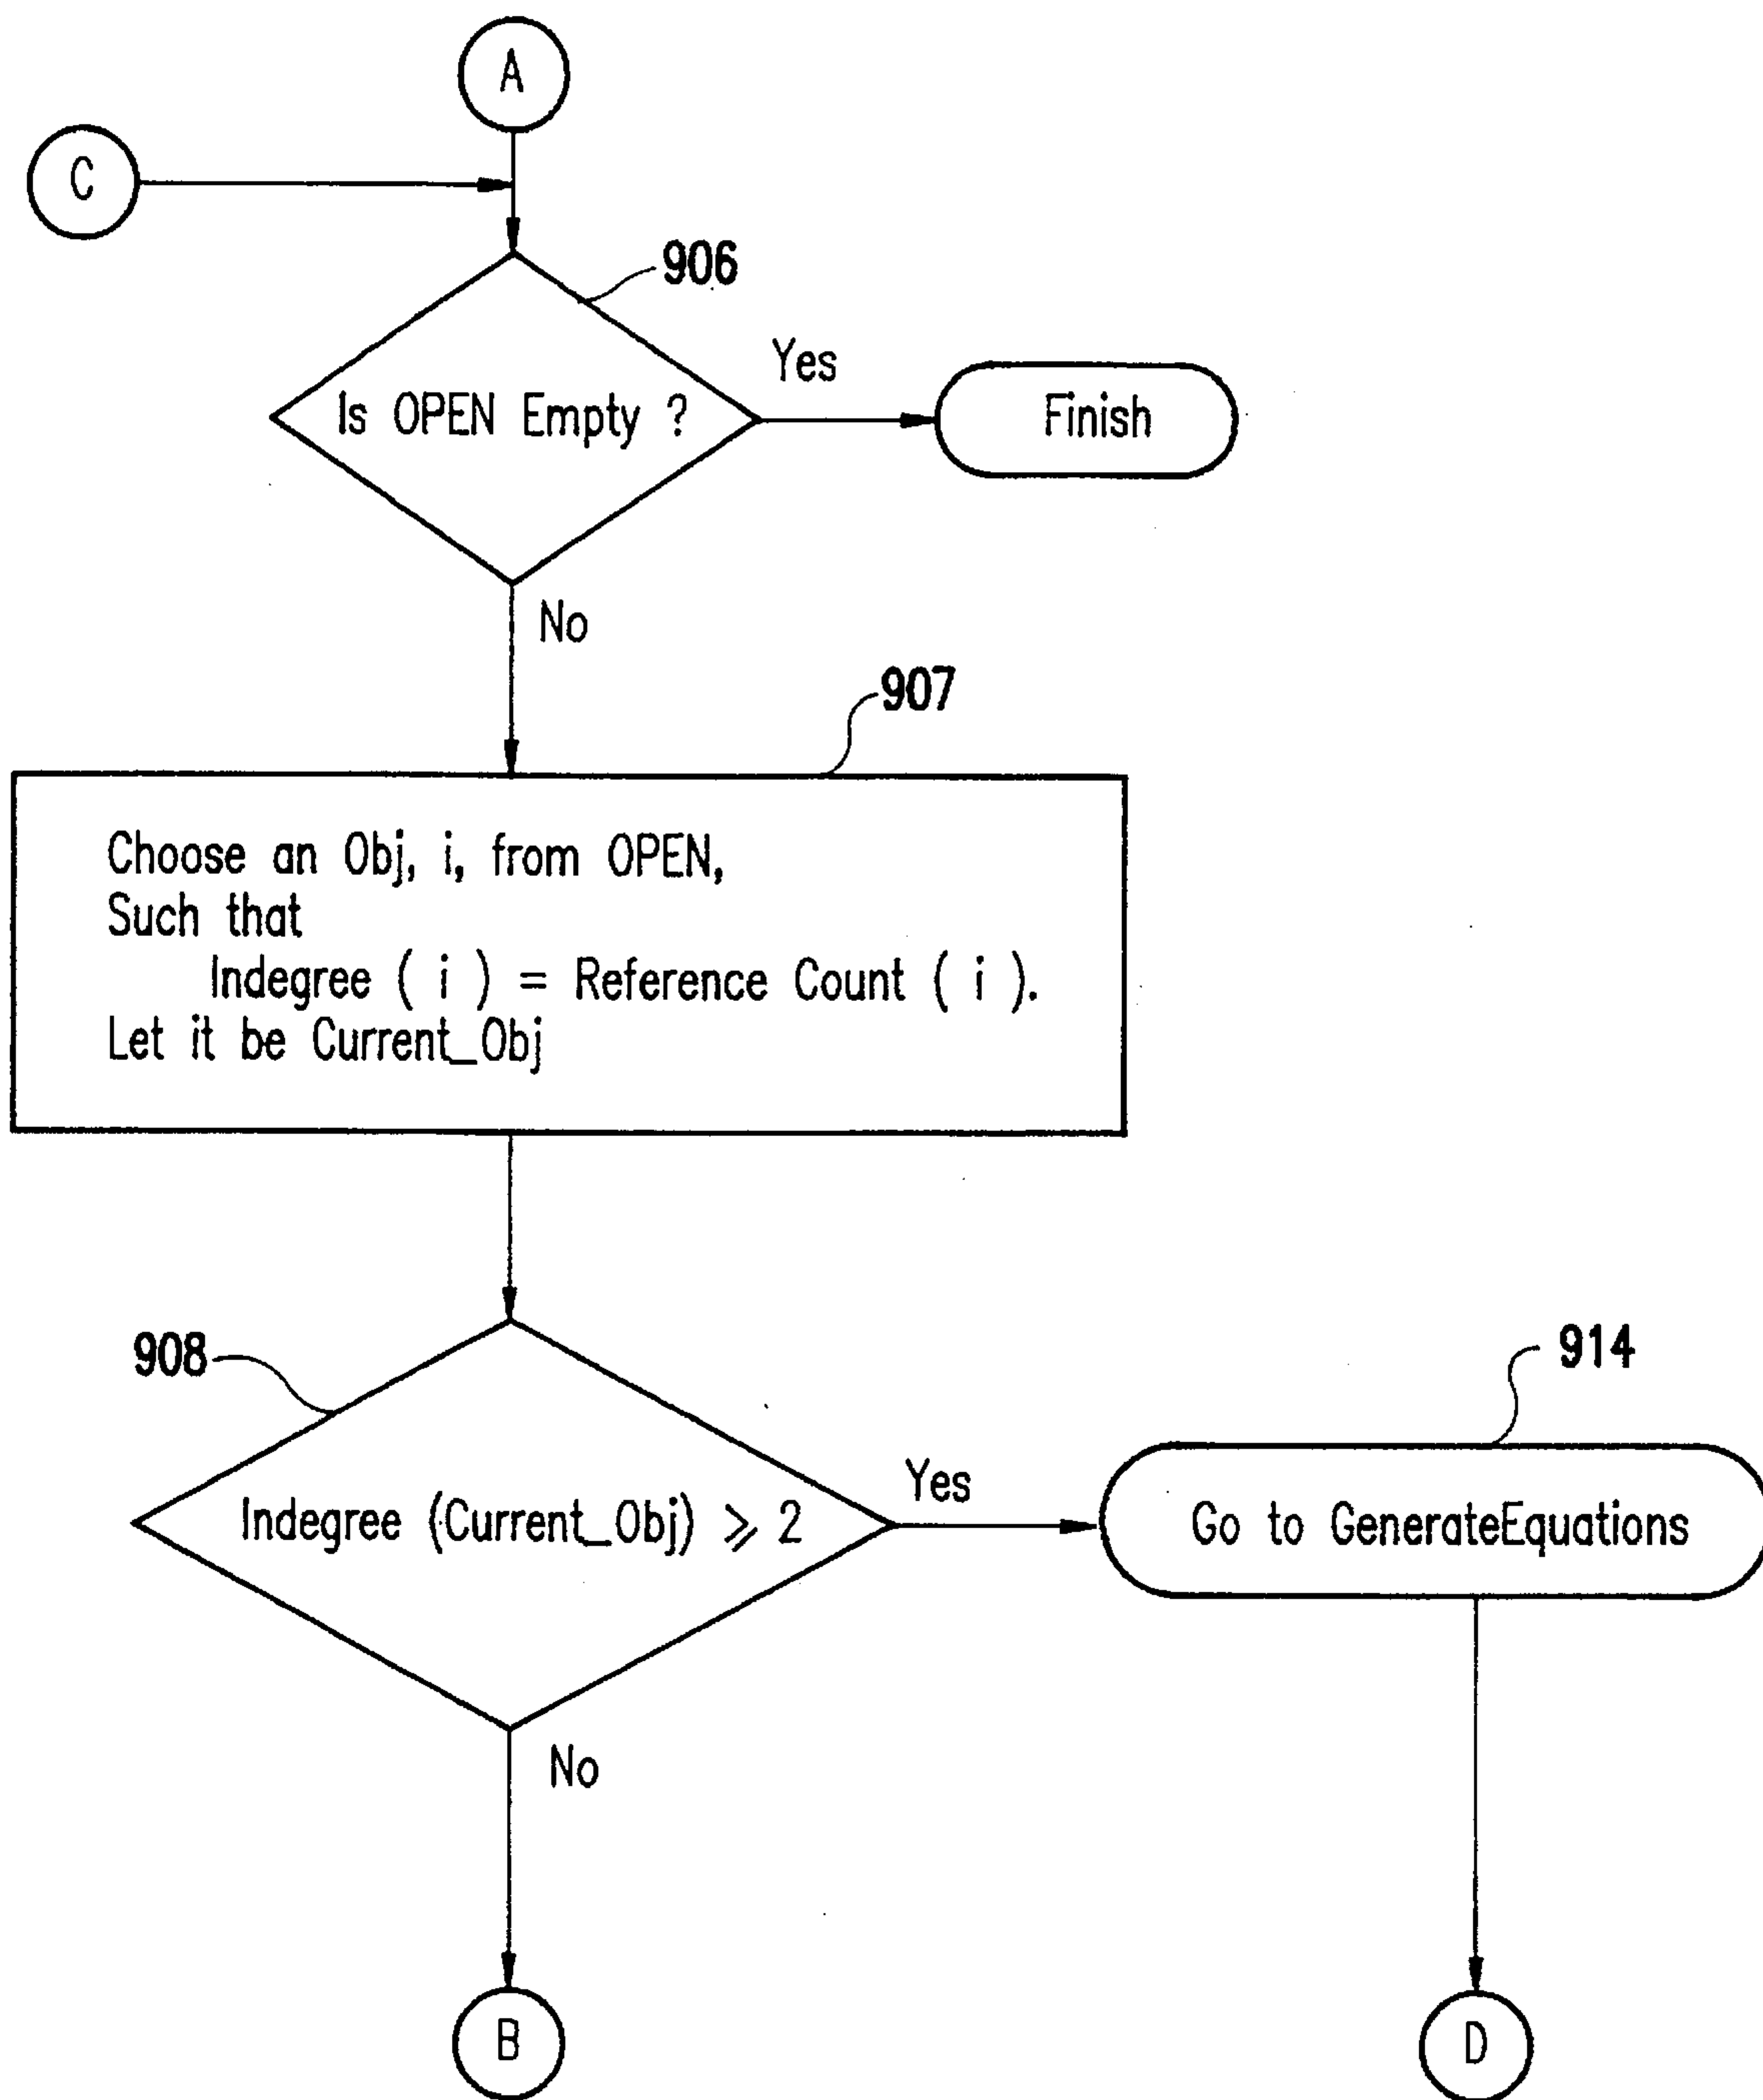 A
C
906
Is OPEN Empty ?
Yes
Finish
No
907
Choose an Obj, i, from OPEN,
Such that
Indegree ( i ) = Reference Count ( i ).
Let it be Current_Obj
908
Indegree (Current_Obj) ⩾ 2
Yes
914
Go to GenerateEquations
No
B
D